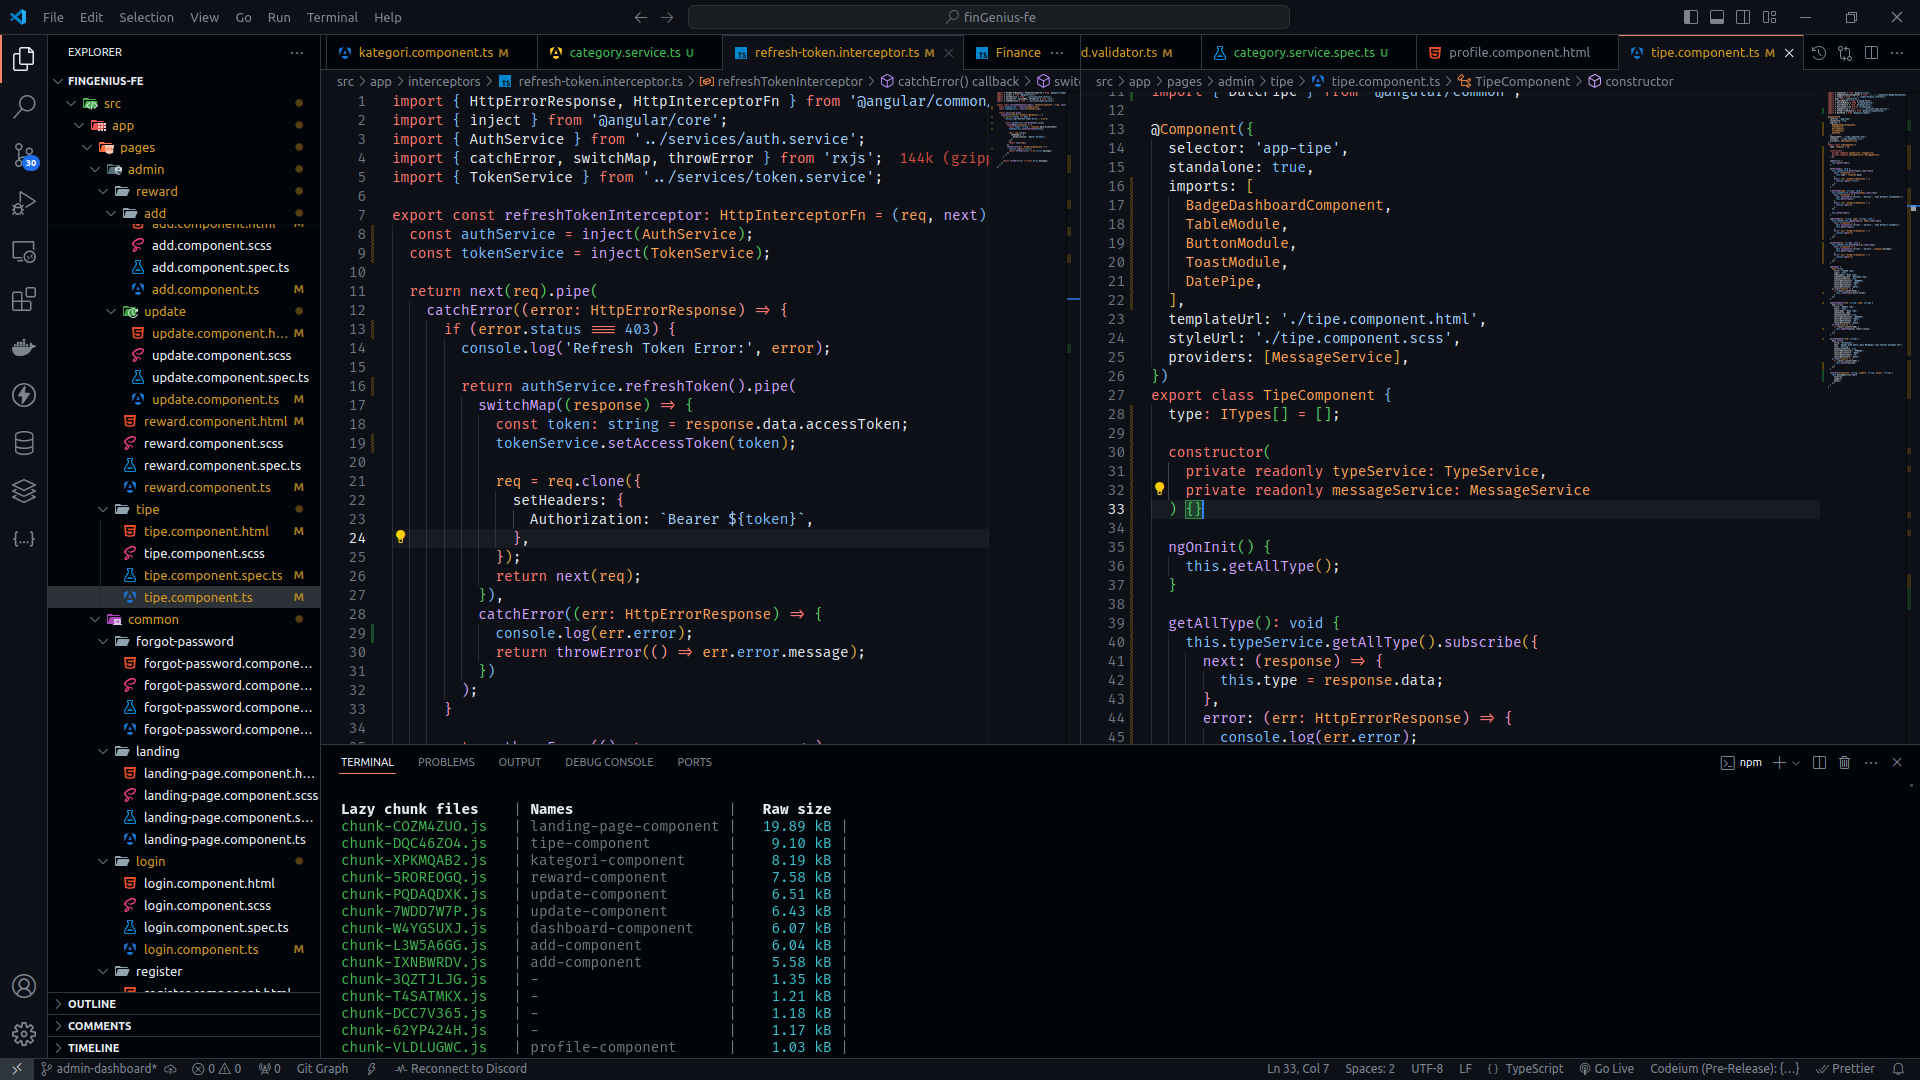 File Edit Selection View Go Run Terminal Help
finGenius-fe
EXPLORER
FINGENIUS-FE
src
app
pages
admin
reward
add
add.component.html
add.component.scss
add.component.spec.ts
add.component.ts M
update
update.component.h... M
update.component.scss
update.component.spec.ts
update.component.ts M
reward.component.html M
reward.component.scss
reward.component.spec.ts
reward.component.ts M
tipe
tipe.component.html M
tipe.component.scss
tipe.component.spec.ts M
tipe.component.ts M
common
forgot-password
forgot-password.compone...
forgot-password.compone...
forgot-password.compone...
forgot-password.compone...
landing
landing-page.component.h...
landing-page.component.scss
landing-page.component.s...
landing-page.component.ts
login
login.component.html
login.component.scss
login.component.spec.ts
login.component.ts M
register
register.component.html
OUTLINE
COMMENTS
TIMELINE
30
kategori.component.ts M
category.service.ts U
refresh-token.interceptor.ts M
Finance
src > app > interceptors > refresh-token.interceptor.ts > refreshTokenInterceptor > catchError() callback > switc
1 import { HttpErrorResponse, HttpInterceptorFn } from '@angular/common/
2 import { inject } from '@angular/core';
3 import { AuthService } from '../services/auth.service';
4 import { catchError, switchMap, throwError } from 'rxjs'; 144k (gzipp
5 import { TokenService } from '../services/token.service';
6
7 export const refreshTokenInterceptor: HttpInterceptorFn = (req, next)
8 const authService = inject(AuthService);
9 const tokenService = inject(TokenService);
10
11 return next(req).pipe(
12 catchError((error: HttpErrorResponse) => {
13 if (error.status === 403) {
14 console.log('Refresh Token Error:', error);
15
16 return authService.refreshToken().pipe(
17 switchMap((response) => {
18 const token: string = response.data.accessToken;
19 tokenService.setAccessToken(token);
20
21 req = req.clone({
22 setHeaders: {
23 Authorization: `Bearer ${token}`,
24 },
25 });
26 return next(req);
27 }),
28 catchError((err: HttpErrorResponse) => {
29 console.log(err.error);
30 return throwError(() => err.error.message);
31 })
32 );
33 }
34
d.validator.ts M
category.service.spec.ts U
profile.component.html
tipe.component.ts M
src > app > pages > admin > tipe > tipe.component.ts > TipeComponent > constructor
11 import { DatePipe } from '@angular/common';
12
13 @Component({
14 selector: 'app-tipe',
15 standalone: true,
16 imports: [
17 BadgeDashboardComponent,
18 TableModule,
19 ButtonModule,
20 ToastModule,
21 DatePipe,
22 ],
23 templateUrl: './tipe.component.html',
24 styleUrl: './tipe.component.scss',
25 providers: [MessageService],
26 })
27 export class TipeComponent {
28 type: ITypes[] = [];
29
30 constructor(
31 private readonly typeService: TypeService,
32 private readonly messageService: MessageService
33 ) {}
34
35 ngOnInit() {
36 this.getAllType();
37 }
38
39 getAllType(): void {
40 this.typeService.getAllType().subscribe({
41 next: (response) => {
42 this.type = response.data;
43 },
44 error: (err: HttpErrorResponse) => {
45 console.log(err.error);
TERMINAL PROBLEMS OUTPUT DEBUG CONSOLE PORTS
npm
Lazy chunk files | Names | Raw size
chunk-COZM4ZUO.js | landing-page-component | 19.89 kB |
chunk-DQC46ZO4.js | tipe-component | 9.10 kB |
chunk-XPKMQAB2.js | kategori-component | 8.19 kB |
chunk-5ROREOGQ.js | reward-component | 7.58 kB |
chunk-PQDAQDXK.js | update-component | 6.51 kB |
chunk-7WDD7W7P.js | update-component | 6.43 kB |
chunk-W4YGSUXJ.js | dashboard-component | 6.07 kB |
chunk-L3W5A6GG.js | add-component | 6.04 kB |
chunk-IXNBWRDV.js | add-component | 5.58 kB |
chunk-3QZTJLJG.js | - | 1.35 kB |
chunk-T4SATMKX.js | - | 1.21 kB |
chunk-DCC7V365.js | - | 1.18 kB |
chunk-62YP424H.js | - | 1.17 kB |
chunk-VLDLUGWC.js | profile-component | 1.03 kB |
admin-dashboard* 0 0 0 Git Graph Reconnect to Discord
Ln 33, Col 7 Spaces: 2 UTF-8 LF {} TypeScript Go Live Codeium (Pre-Release): {...} Prettier